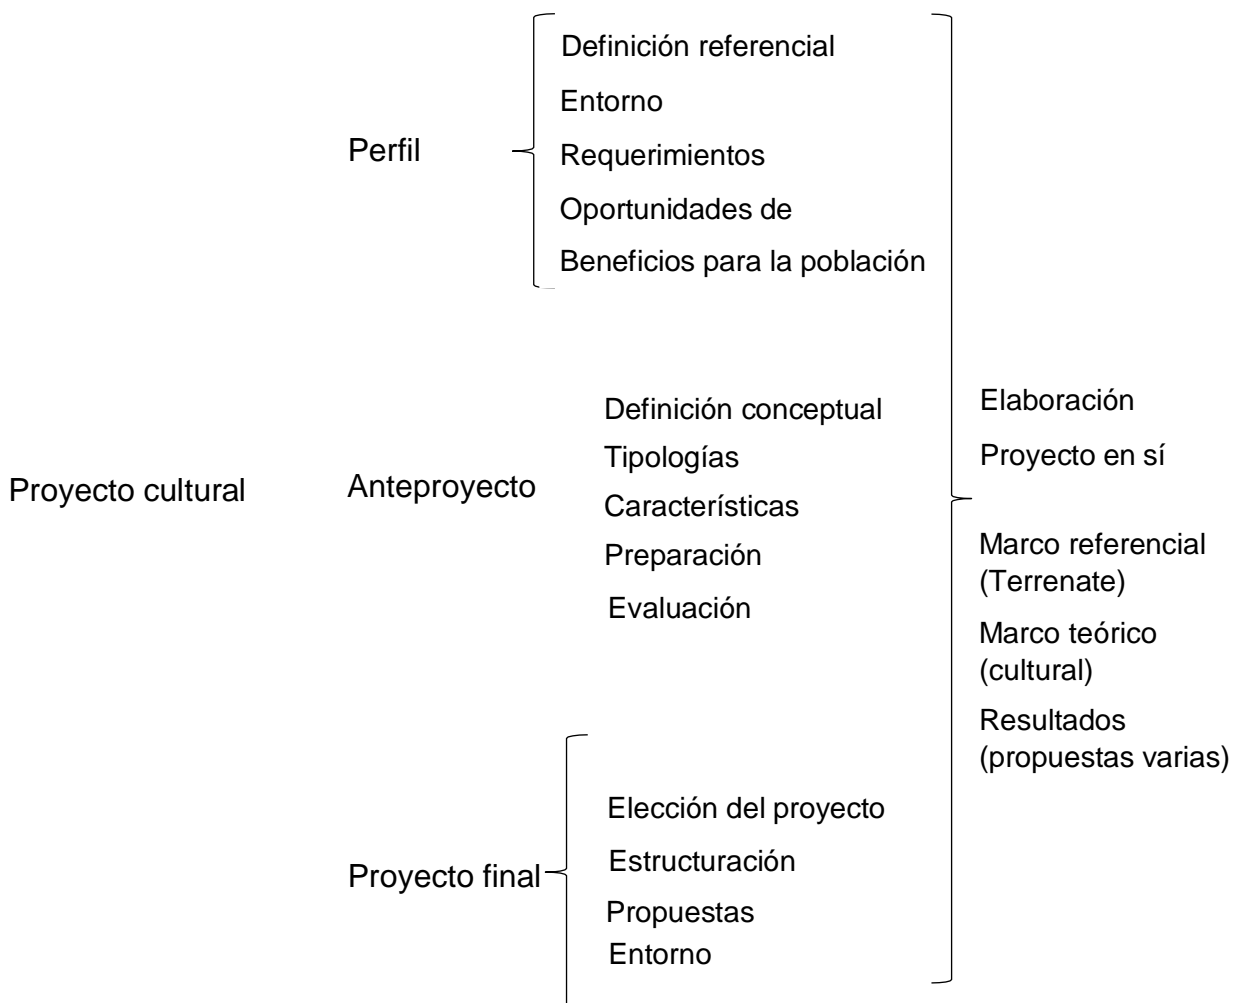 Proyecto cultural
Perfil
Definición referencial
Entorno
Requerimientos
Oportunidades de
Beneficios para la población
Anteproyecto
Definición conceptual
Tipologías
Características
Preparación
Evaluación
Proyecto final
Elección del proyecto
Estructuración
Propuestas
Entorno
Elaboración
Proyecto en sí
Marco referencial
(Terrenate)
Marco teórico
(cultural)
Resultados
(propuestas varias)